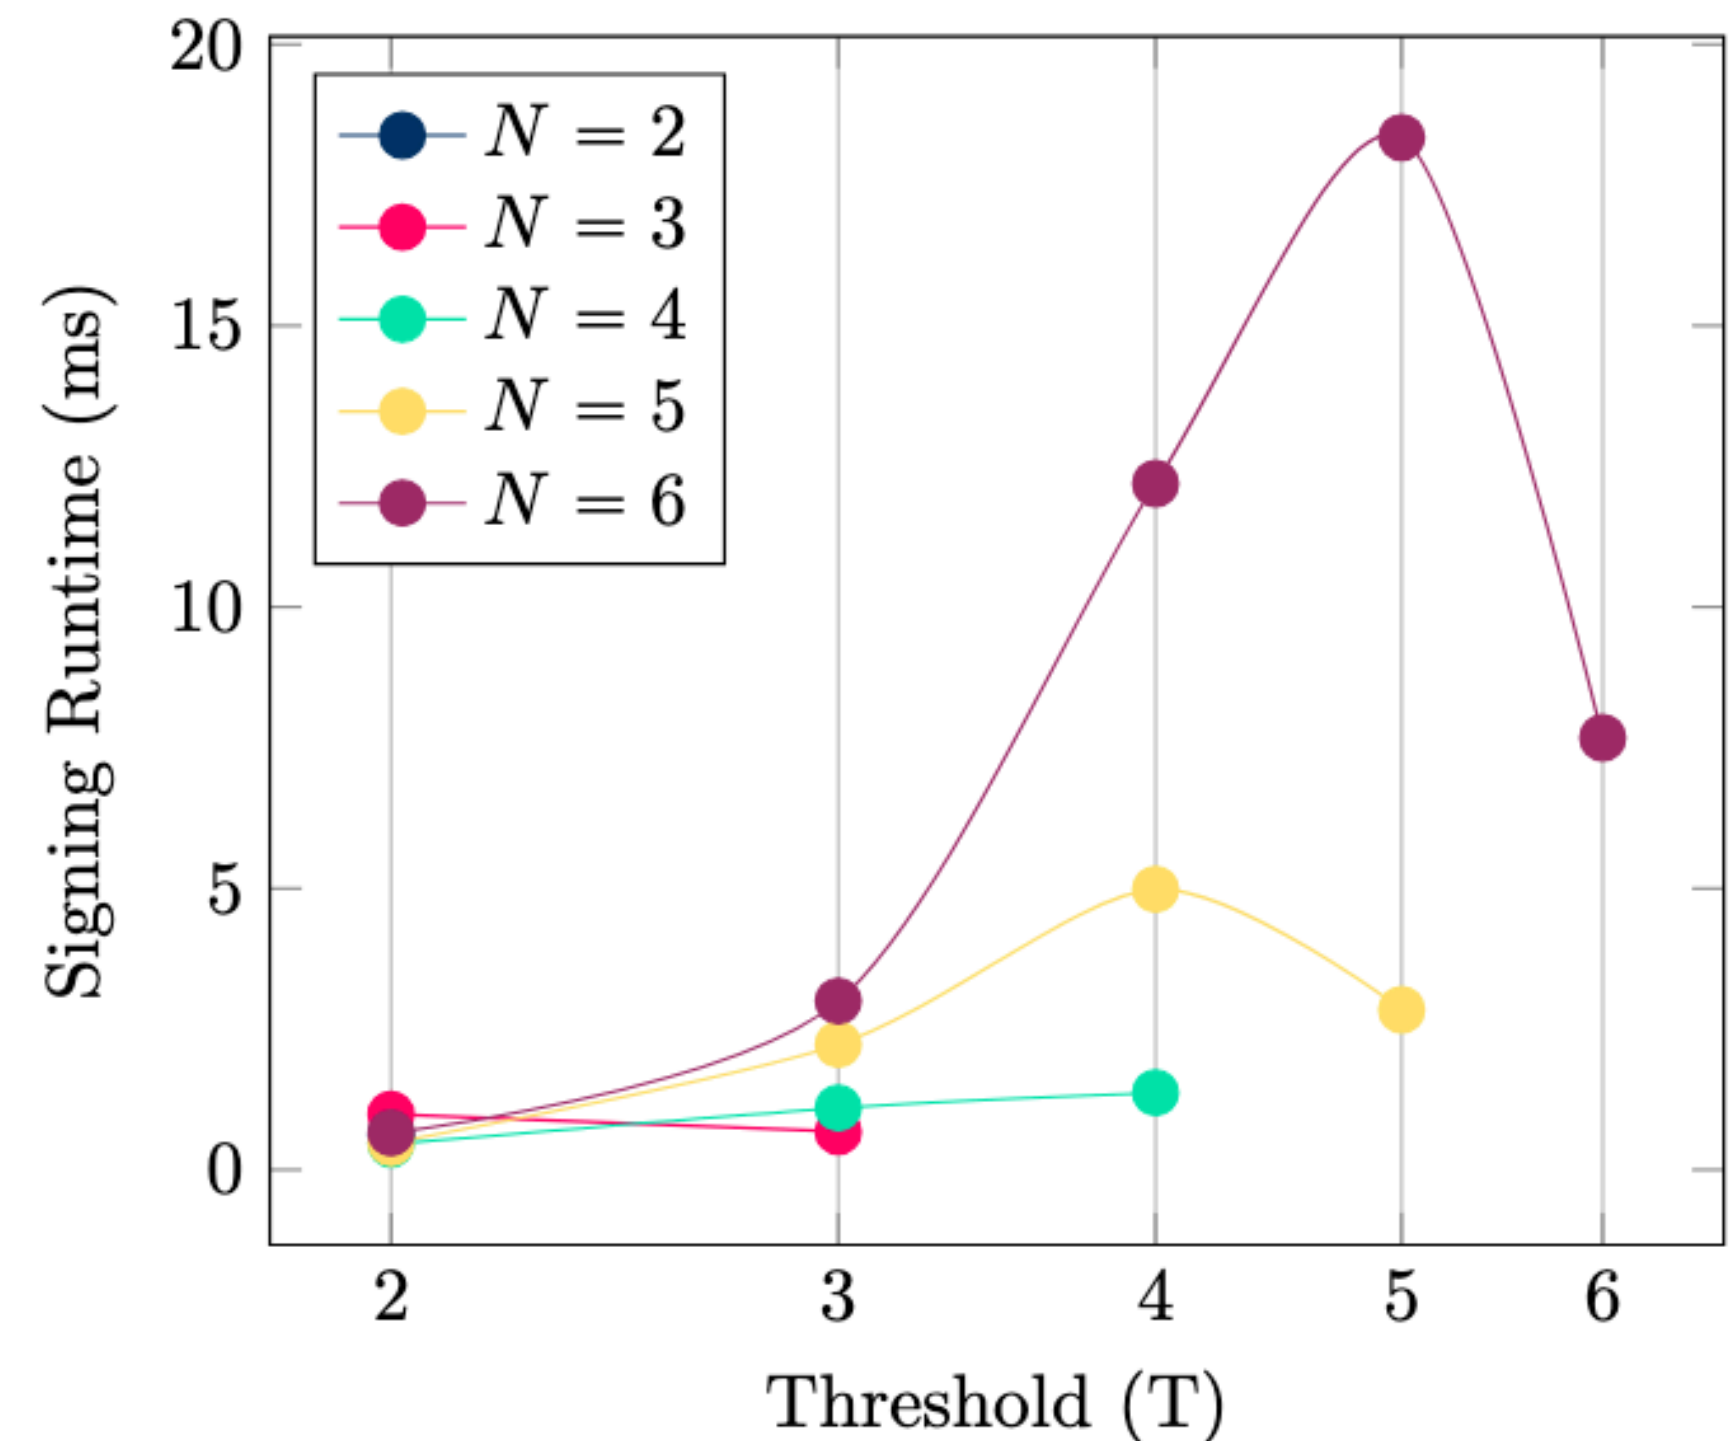 20
15
10
5
0
Signing Runtime (ms)
N = 2
N = 3
N = 4
N = 5
N = 6
2 3 4 5 6
Threshold (T)